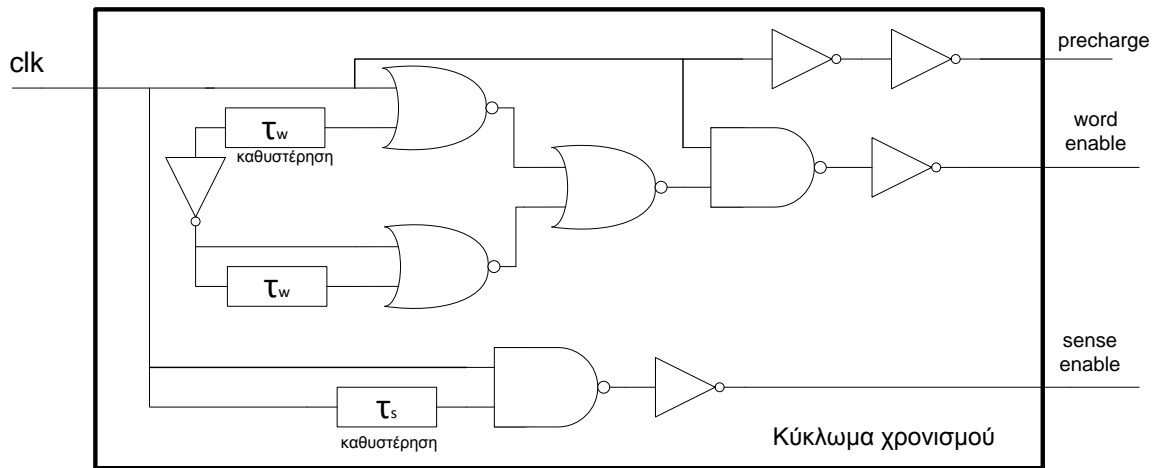 precharge
clk
τw
καθυστέρηση
word
enable
τw
sense
enable
τs
καθυστέρηση
Κύκλωμα χρονισμού